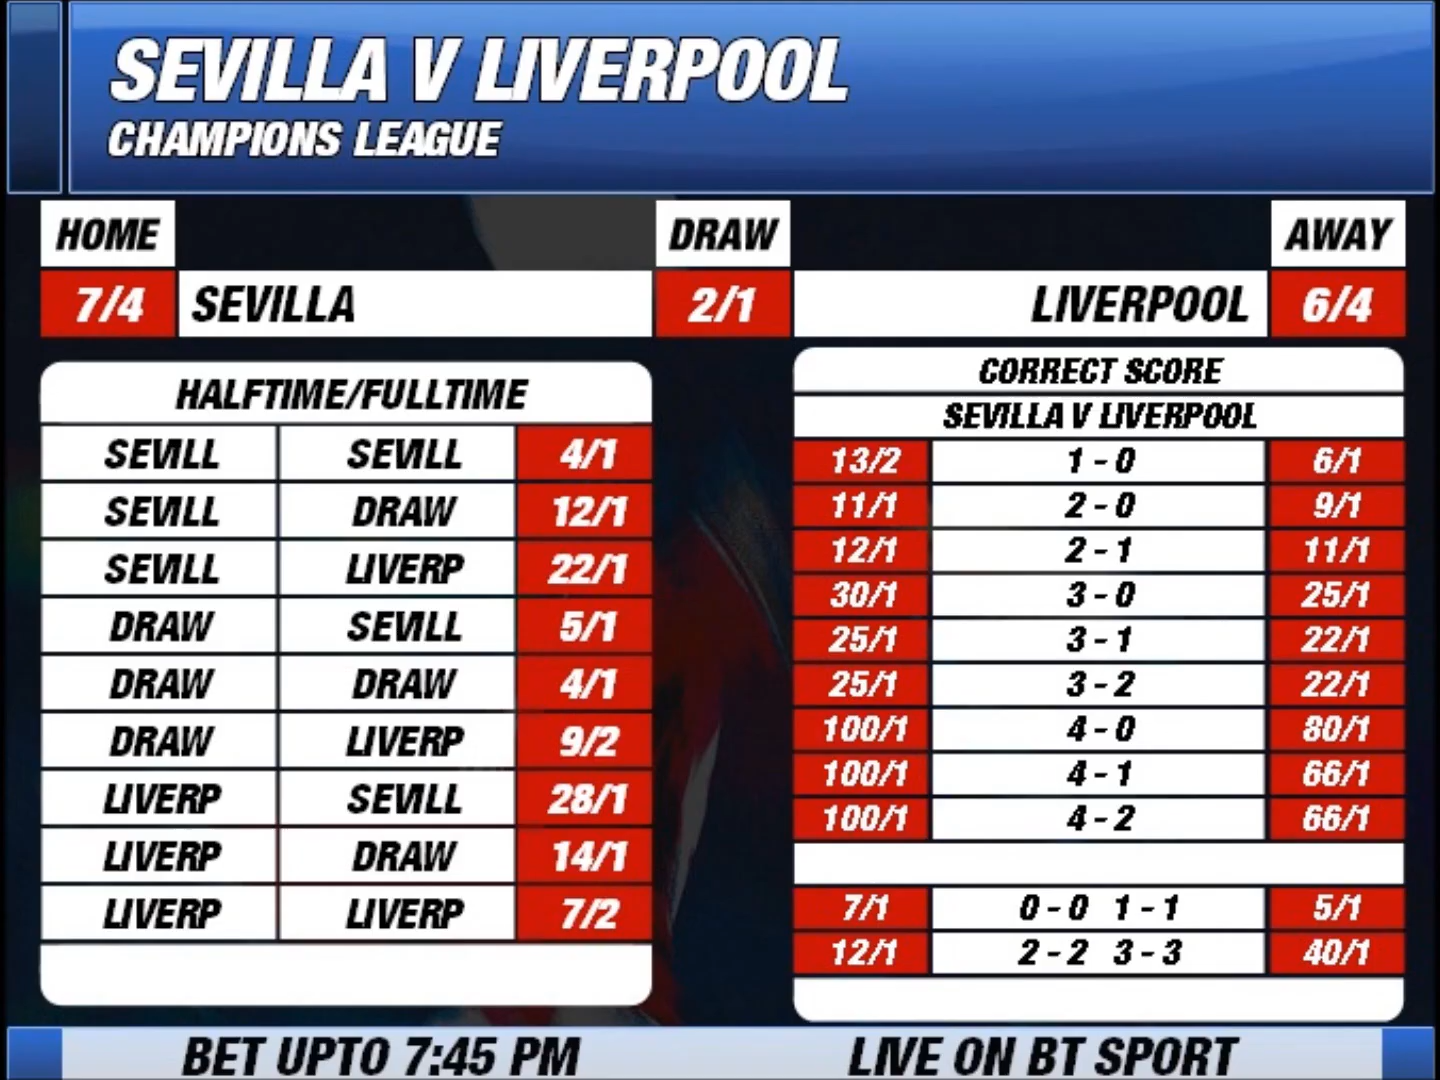 SEVILLA V LIVERPOOL
CHAMPIONS LEAGUE
HOME DRAW AWAY
7/4 SEVILLA 2/1 LIVERPOOL 6/4
HALFTIME/FULLTIME
SEVILL SEVILL 4/1
SEVILL DRAW 12/1
SEVILL LIVERP 22/1
DRAW SEVILL 5/1
DRAW DRAW 4/1
DRAW LIVERP 9/2
LIVERP SEVILL 28/1
LIVERP DRAW 14/1
LIVERP LIVERP 7/2
CORRECT SCORE
SEVILLA V LIVERPOOL
13/2 1 - 0 6/1
11/1 2 - 0 9/1
12/1 2 - 1 11/1
30/1 3 - 0 25/1
25/1 3 - 1 22/1
25/1 3 - 2 22/1
100/1 4 - 0 80/1
100/1 4 - 1 66/1
100/1 4 - 2 66/1
7/1 0 - 0 1 - 1 5/1
12/1 2 - 2 3 - 3 40/1
BET UPTO 7:45 PM LIVE ON BT SPORT